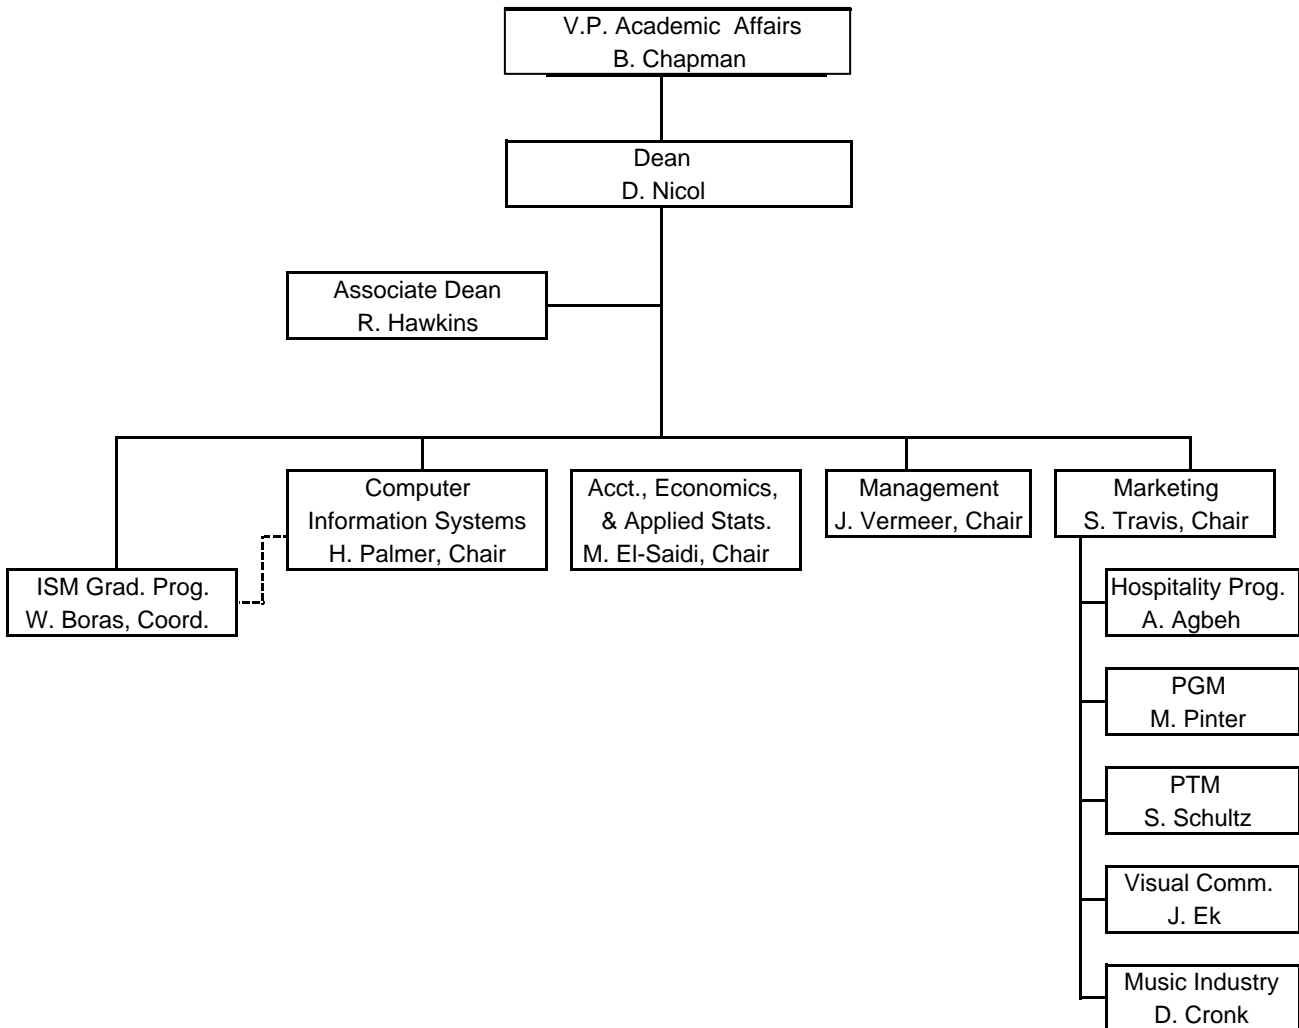 V.P. Academic Affairs
B. Chapman
Dean
D. Nicol
Associate Dean
R. Hawkins
Computer
Information Systems
H. Palmer, Chair
Acct., Economics,
& Applied Stats.
M. El-Saidi, Chair
Management
J. Vermeer, Chair
Marketing
S. Travis, Chair
ISM Grad. Prog.
W. Boras, Coord.
Hospitality Prog.
A. Agbeh
PGM
M. Pinter
PTM
S. Schultz
Visual Comm.
J. Ek
Music Industry
D. Cronk